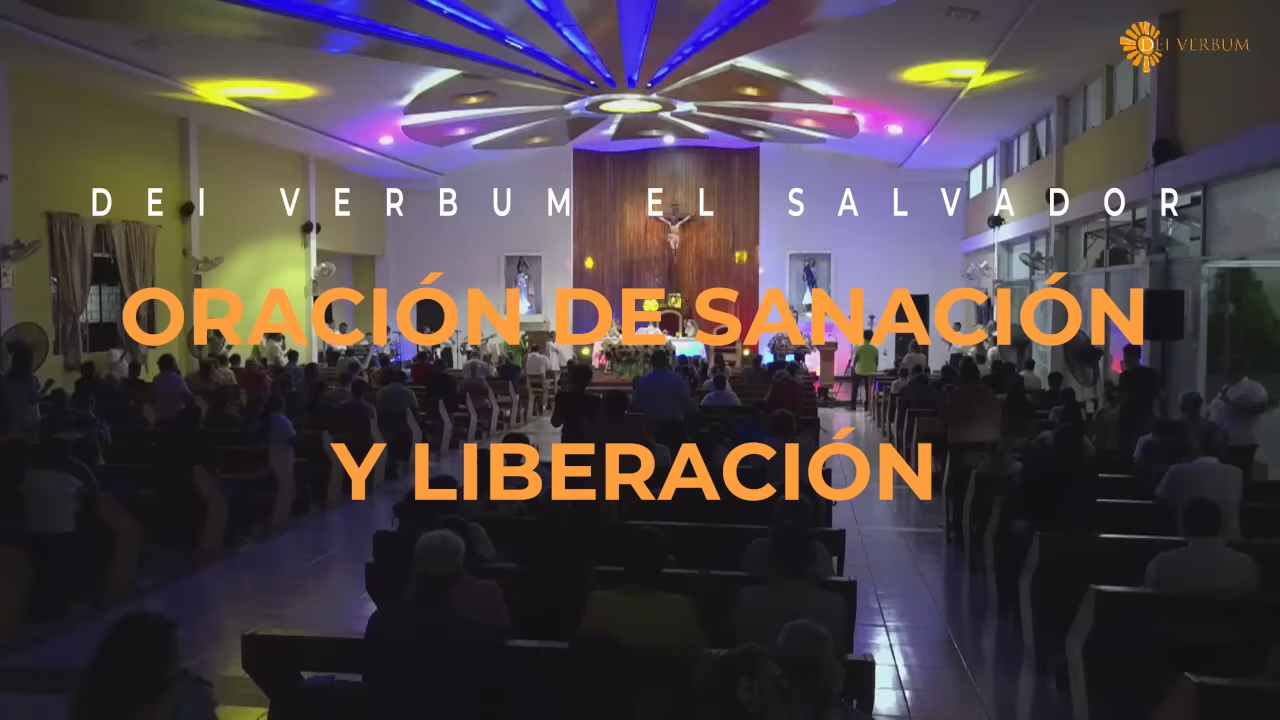 DEI VERBUM
DEI VERBUM EL SALVADOR
ORACIÓN DE SANACIÓN
Y LIBERACIÓN